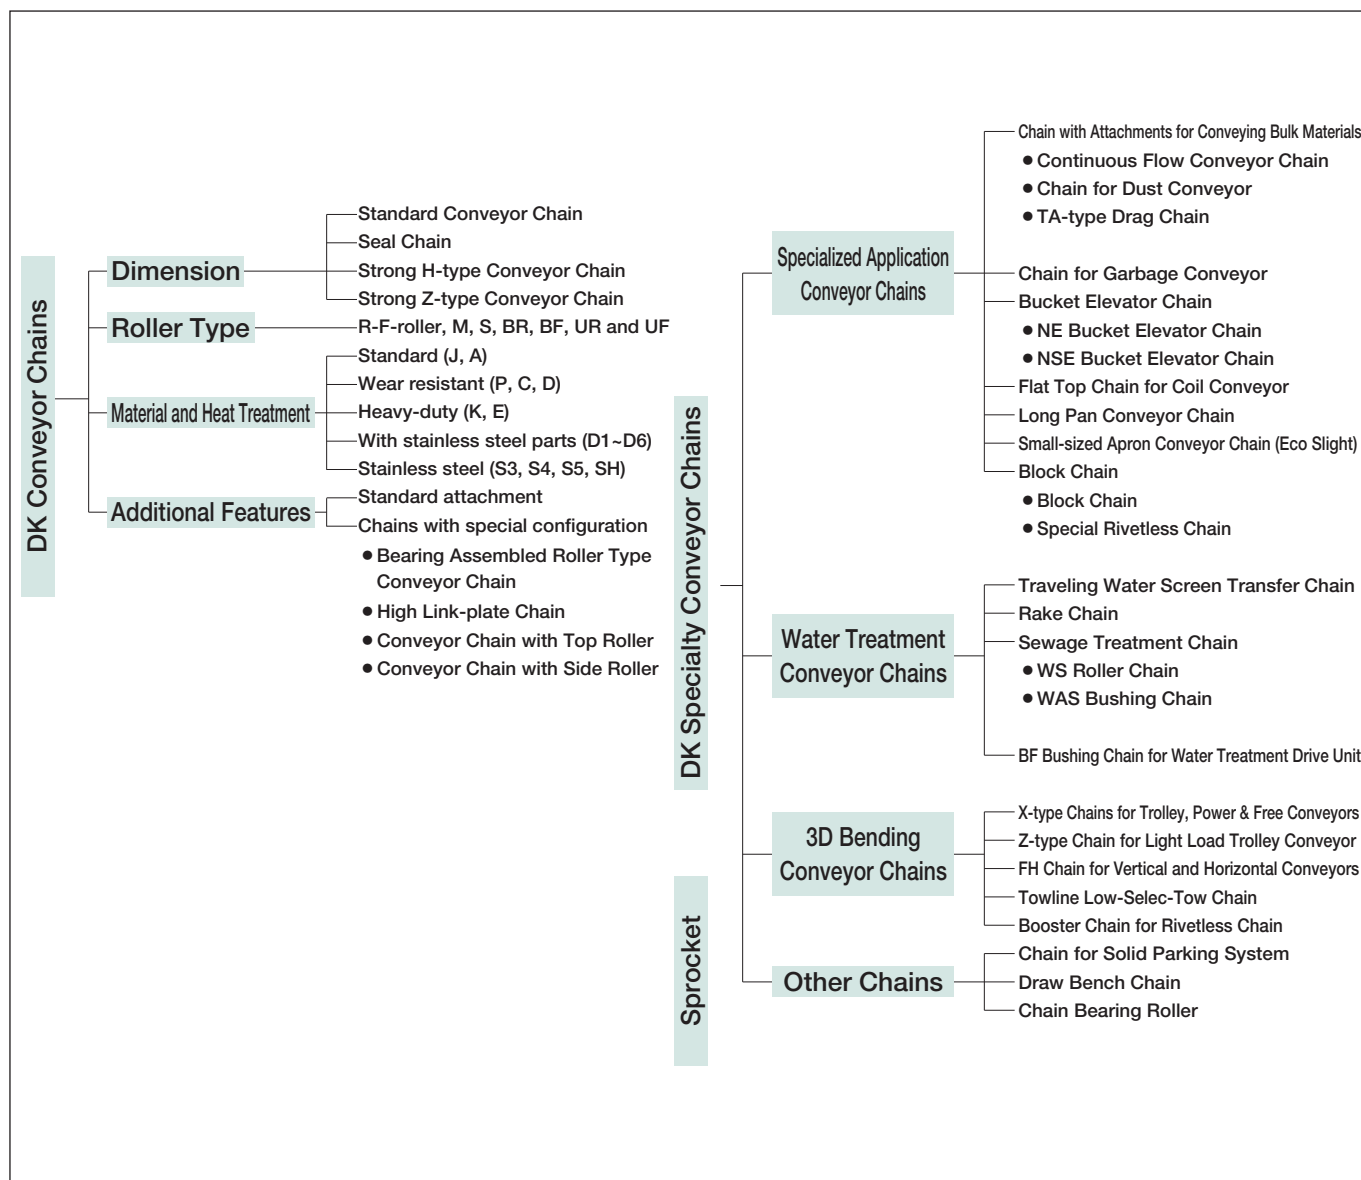 DK Conveyor Chains
Dimension
Standard Conveyor Chain
Seal Chain
Strong H-type Conveyor Chain
Strong Z-type Conveyor Chain
Roller Type
R-F-roller, M, S, BR, BF, UR and UF
Material and Heat Treatment
Standard (J, A)
Wear resistant (P, C, D)
Heavy-duty (K, E)
With stainless steel parts (D1~D6)
Stainless steel (S3, S4, S5, SH)
Additional Features
Standard attachment
Chains with special configuration
● Bearing Assembled Roller Type
Conveyor Chain
● High Link-plate Chain
● Conveyor Chain with Top Roller
● Conveyor Chain with Side Roller
DK Specialty Conveyor Chains
Specialized Application
Conveyor Chains
Chain with Attachments for Conveying Bulk Materials
● Continuous Flow Conveyor Chain
● Chain for Dust Conveyor
● TA-type Drag Chain
Chain for Garbage Conveyor
Bucket Elevator Chain
● NE Bucket Elevator Chain
● NSE Bucket Elevator Chain
Flat Top Chain for Coil Conveyor
Long Pan Conveyor Chain
Small-sized Apron Conveyor Chain (Eco Slight)
Block Chain
● Block Chain
● Special Rivetless Chain
Water Treatment
Conveyor Chains
Traveling Water Screen Transfer Chain
Rake Chain
Sewage Treatment Chain
● WS Roller Chain
● WAS Bushing Chain
BF Bushing Chain for Water Treatment Drive Unit
3D Bending
Conveyor Chains
X-type Chains for Trolley, Power & Free Conveyors
Z-type Chain for Light Load Trolley Conveyor
FH Chain for Vertical and Horizontal Conveyors
Towline Low-Selec-Tow Chain
Booster Chain for Rivetless Chain
Other Chains
Chain for Solid Parking System
Draw Bench Chain
Chain Bearing Roller
Sprocket